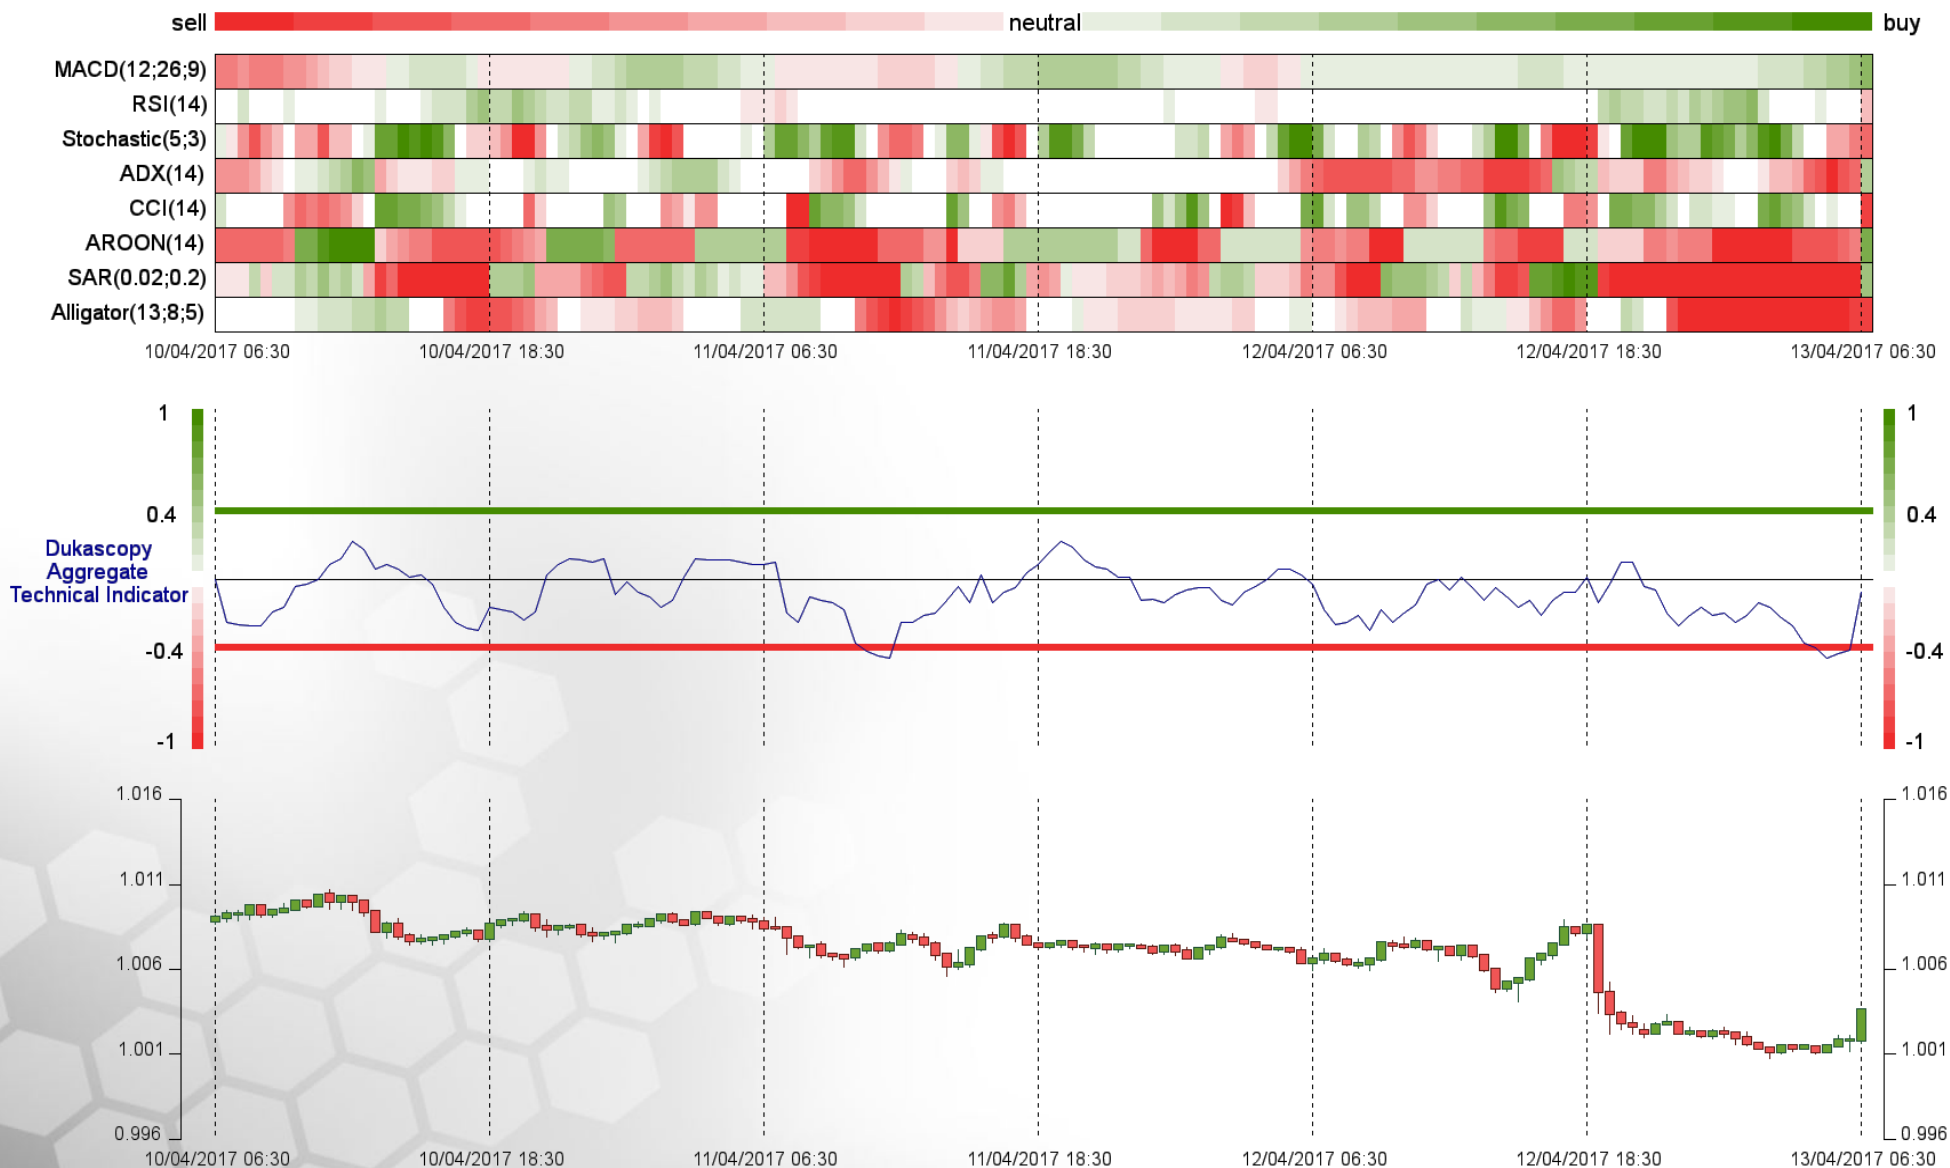 sell neutral buy
MACD(12;26;9)
RSI(14)
Stochastic(5;3)
ADX(14)
CCI(14)
AROON(14)
SAR(0.02;0.2)
Alligator(13;8;5)
10/04/2017 06:30 10/04/2017 18:30 11/04/2017 06:30 11/04/2017 18:30 12/04/2017 06:30 12/04/2017 18:30 13/04/2017 06:30
1 1
0.4 0.4
Dukascopy
Aggregate
Technical Indicator
-0.4 -0.4
-1 -1
1.016 1.016
1.011 1.011
1.006 1.006
1.001 1.001
0.996 0.996
10/04/2017 06:30 10/04/2017 18:30 11/04/2017 06:30 11/04/2017 18:30 12/04/2017 06:30 12/04/2017 18:30 13/04/2017 06:30